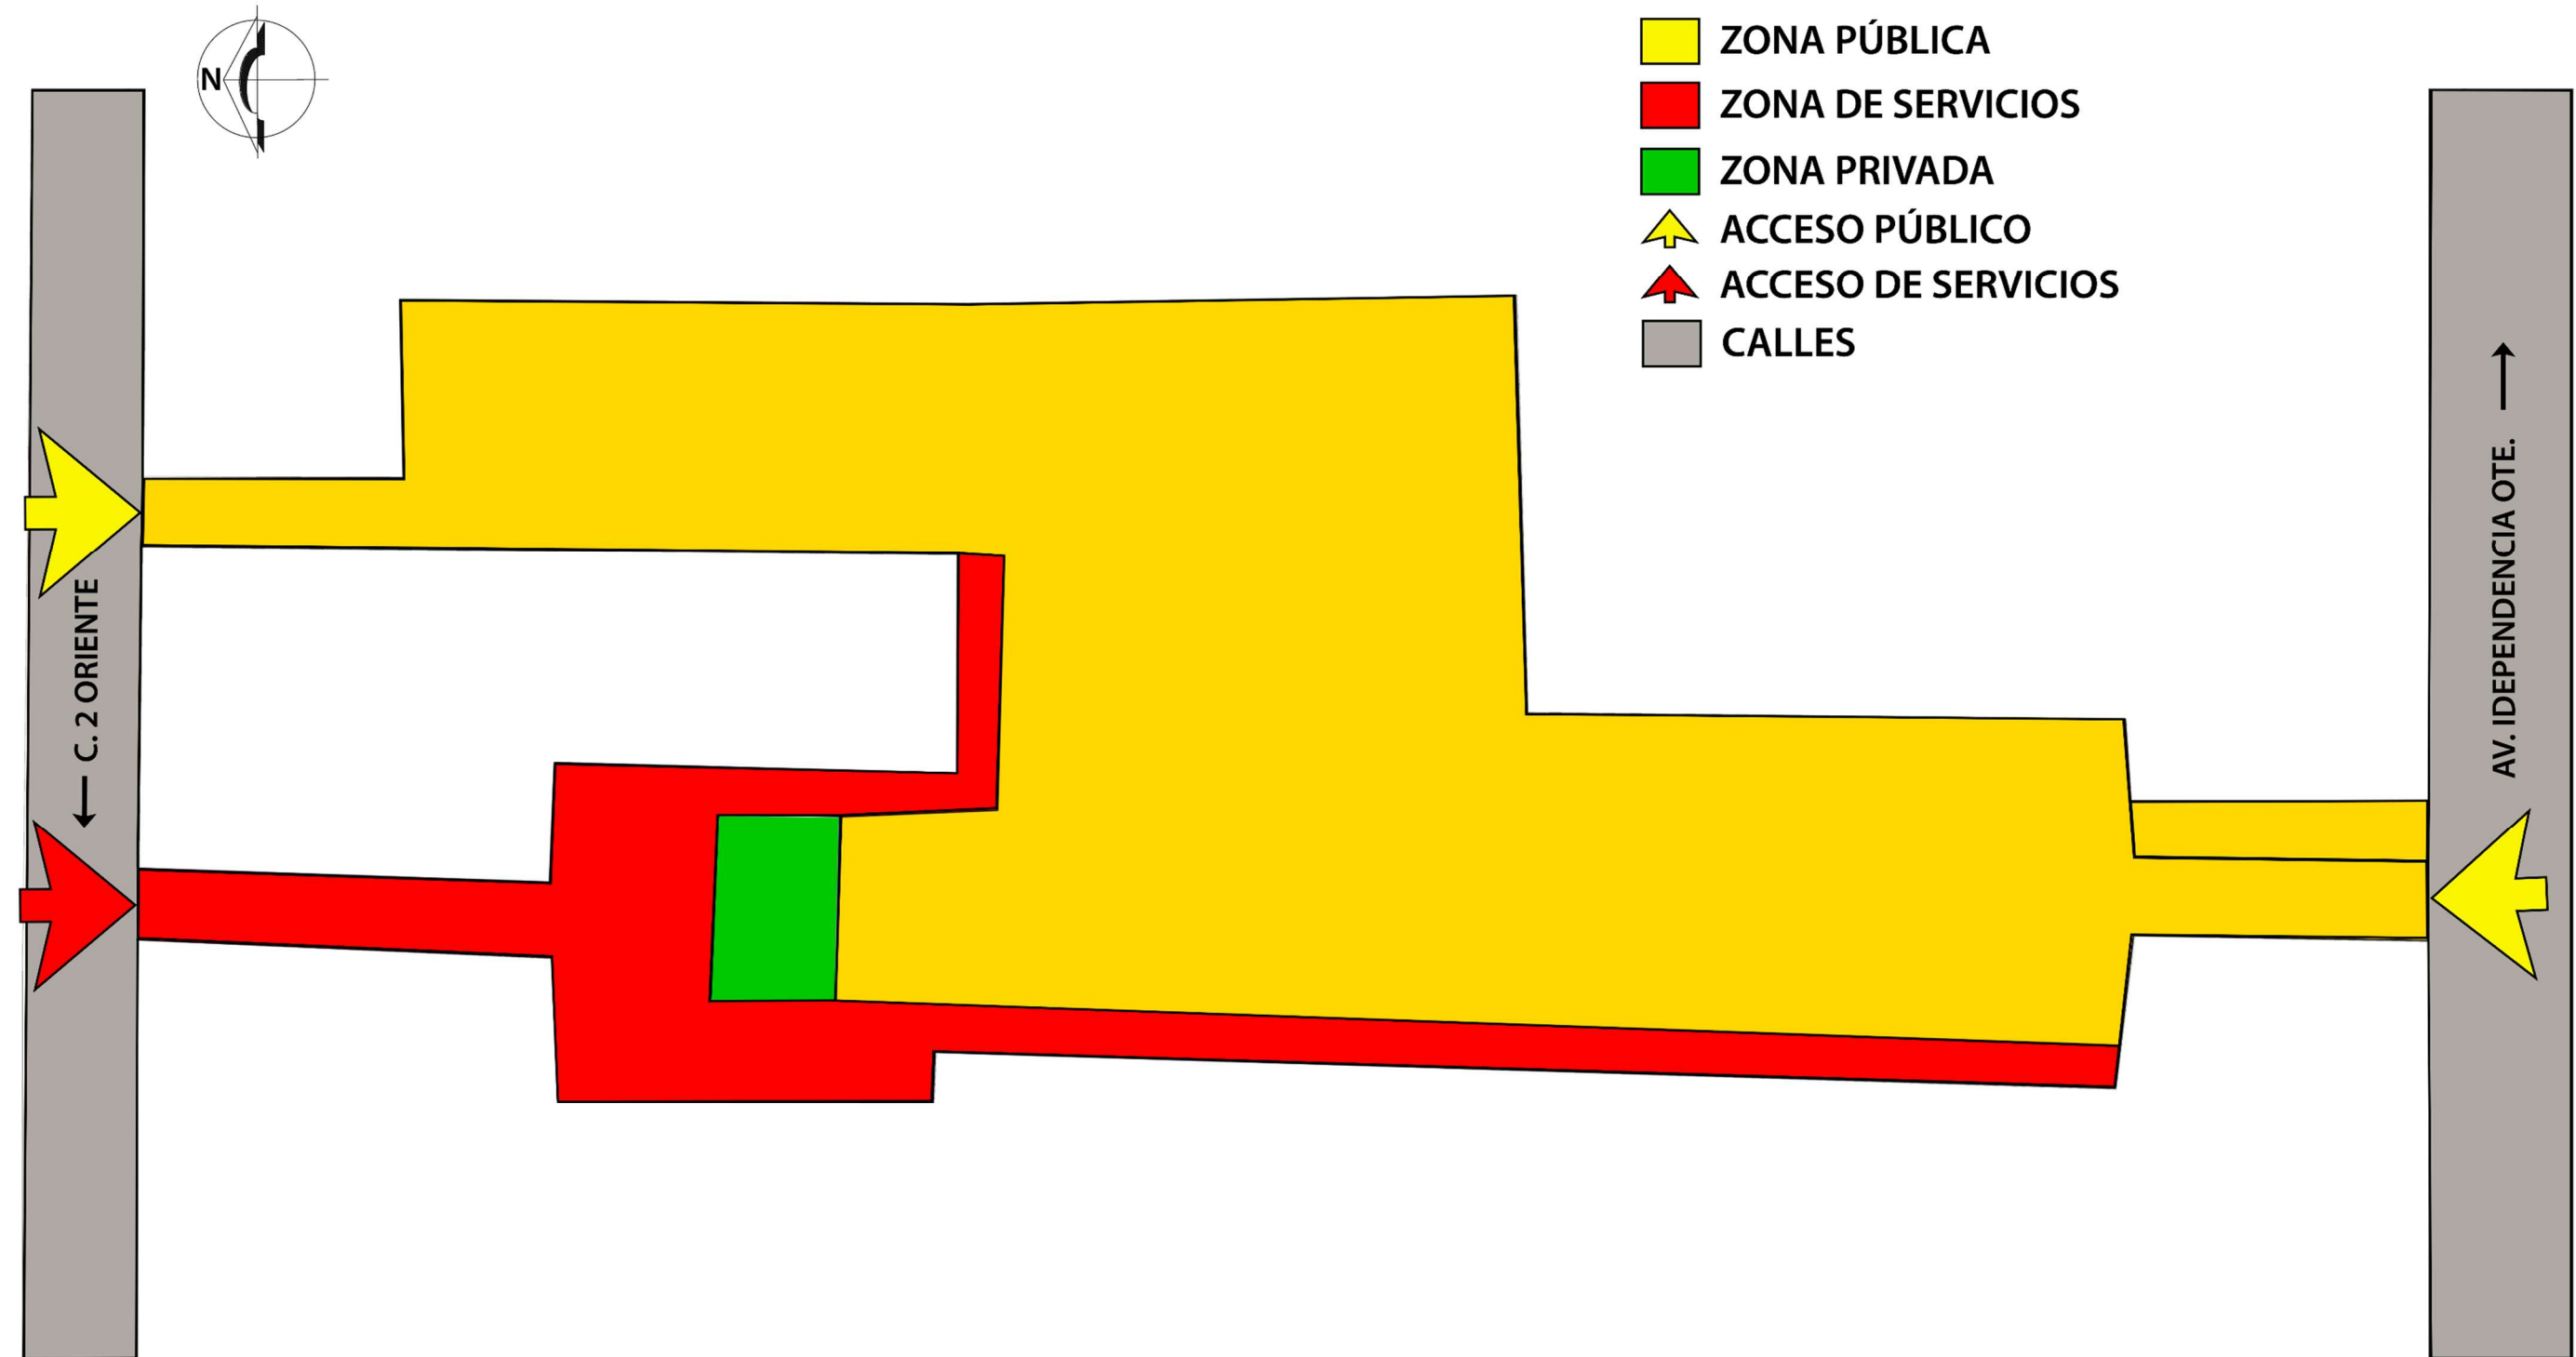 N
ZONA PÚBLICA
ZONA DE SERVICIOS
ZONA PRIVADA
ACCESO PÚBLICO
ACCESO DE SERVICIOS
CALLES
C. 2 ORIENTE
AV. IDEPENDENCIA OTE.